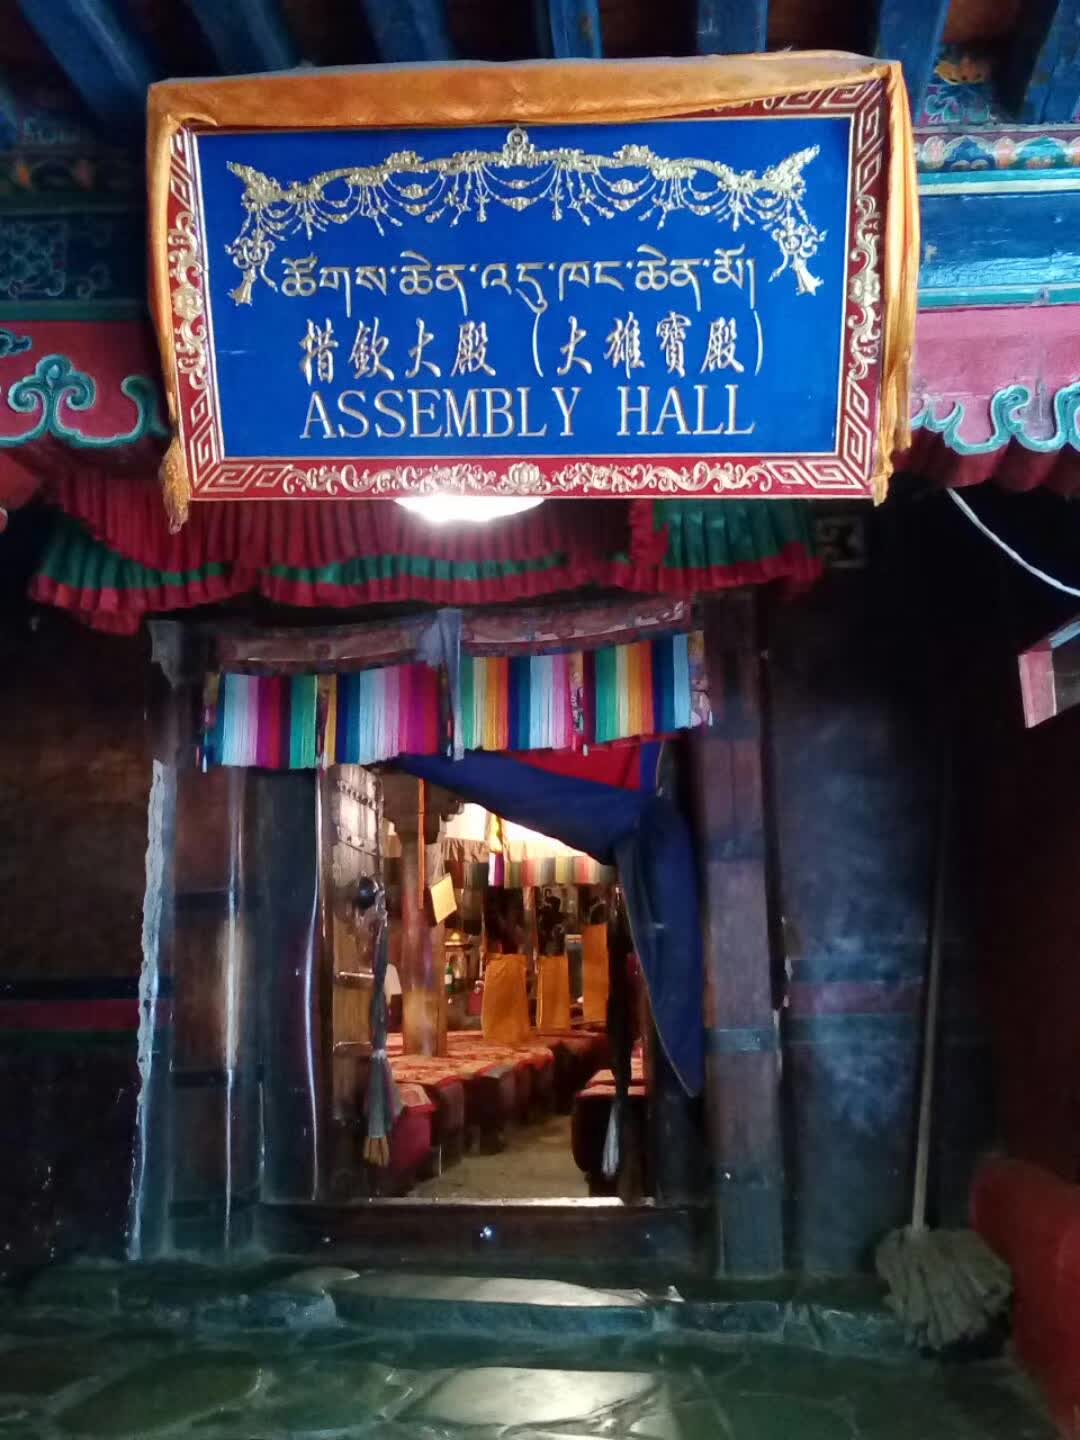 ཚོགས་ཆེན་འདུ་ཁང་ཆེན་མོ།
措欽大殿（大雄寶殿）
ASSEMBLY HALL